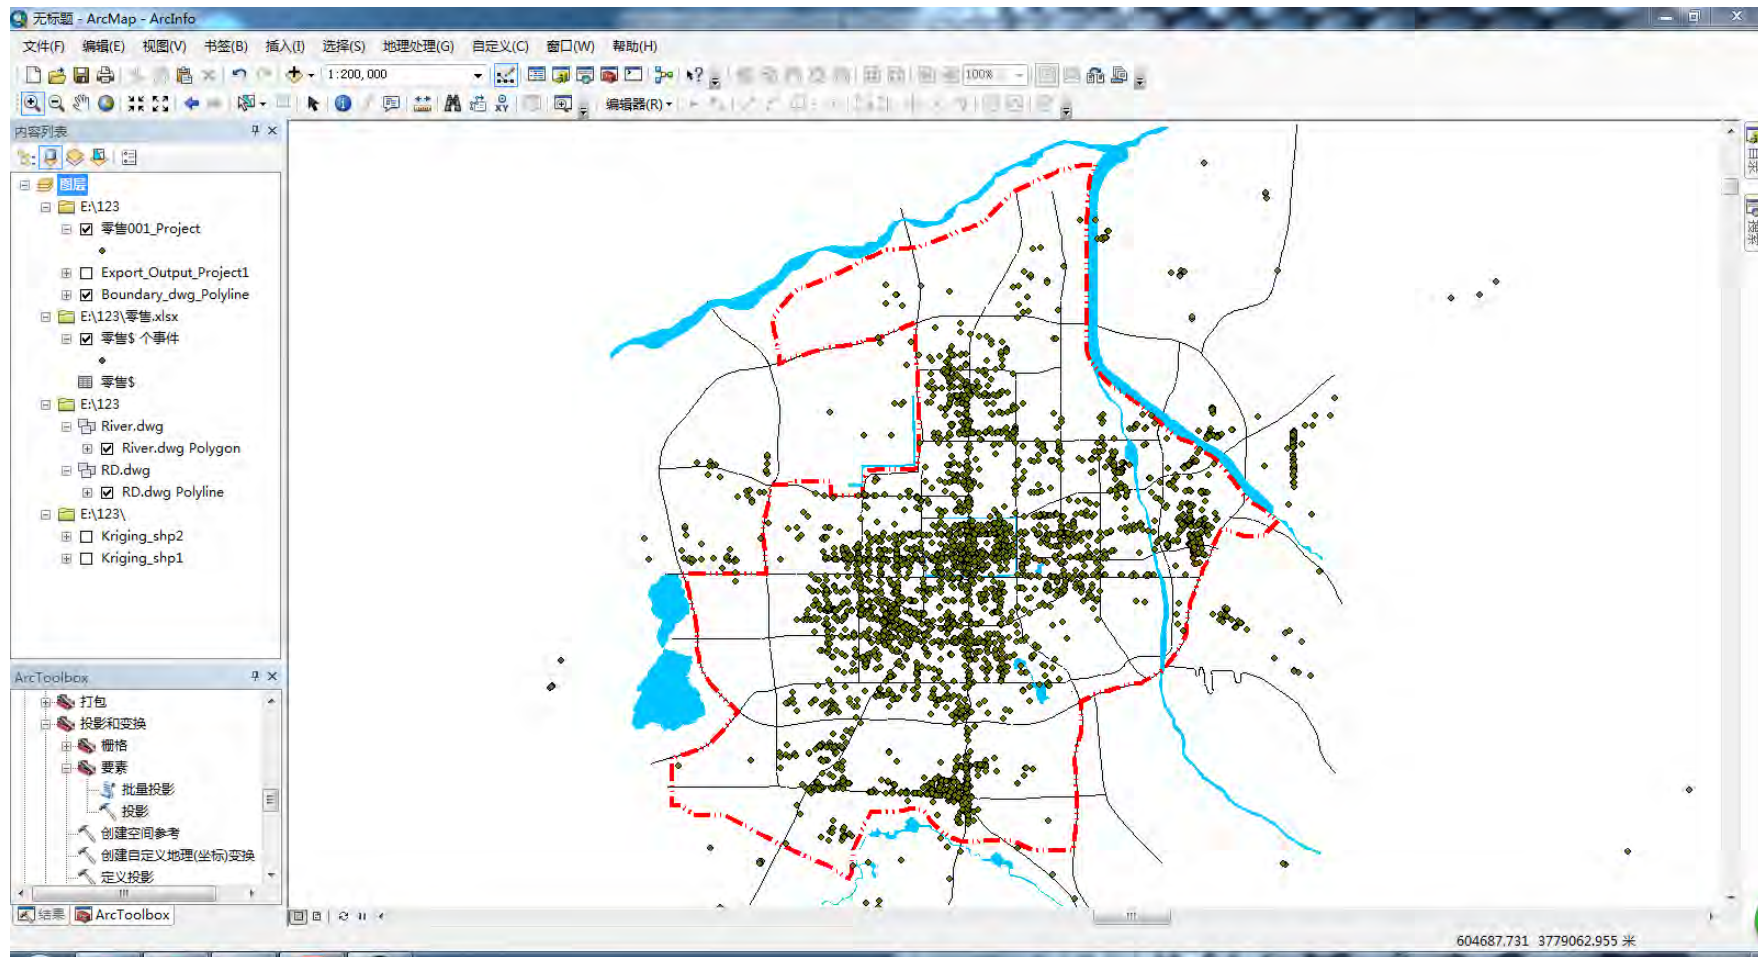 无标题 - ArcMap - ArcInfo
文件(F) 编辑(E) 视图(V) 书签(B) 插入(I) 选择(S) 地理处理(G) 自定义(C) 窗口(W) 帮助(H)
1:200,000
100%
编辑器(R)
内容列表
图层
E:\123
零售001_Project
Export_Output_Project1
Boundary_dwg_Polyline
E:\123\零售.xlsx
零售$ 个事件
零售$
E:\123
River.dwg
River.dwg Polygon
RD.dwg
RD.dwg Polyline
E:\123\
Kriging_shp2
Kriging_shp1
ArcToolbox
打包
投影和变换
栅格
要素
批量投影
投影
创建空间参考
创建自定义地理(坐标)变换
定义投影
结果 ArcToolbox
604687.731 3779062.955 米